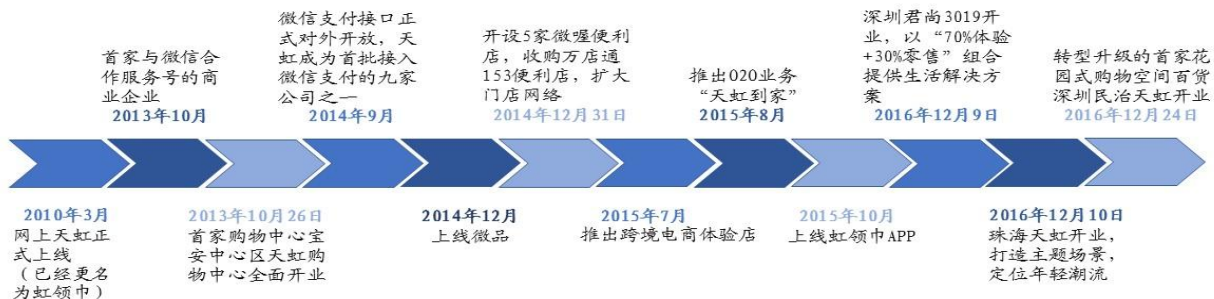 首家与微信合
作服务号的商
业企业
2013年10月
微信支付接口正
式对外开放，天
虹成为首批接入
微信支付的九家
公司之一
2014年9月
开设5家微喔便利
店，收购万店通
153便利店，扩大
门店网络
2014年12月31日
推出O2O业务
“天虹到家”
2015年8月
深圳君尚3019开
业，以“70%体验
+30%零售”组合
提供生活解决方
案
2016年12月9日
转型升级的首家花
园式购物空间百货
深圳民治天虹开业
2016年12月24日
2010年3月
网上天虹正
式上线
（已经更名
为虹领巾）
2013年10月26日
首家购物中心宝
安中心区天虹购
物中心全面开业
2014年12月
上线微品
2015年7月
推出跨境电商体验店
2015年10月
上线虹领巾APP
2016年12月10日
珠海天虹开业，
打造主题场景，
定位年轻潮流